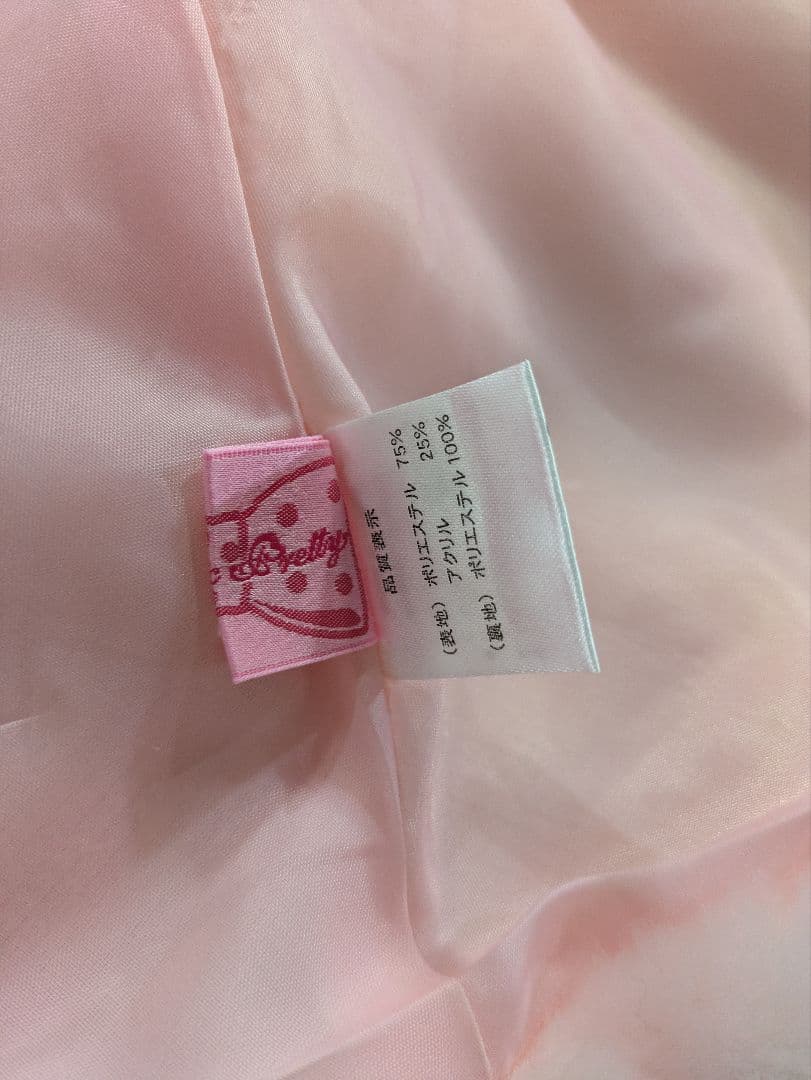 Pretty
品質表示
(表地) ポリエステル 75%
アクリル 25%
(裏地) ポリエステル 100%